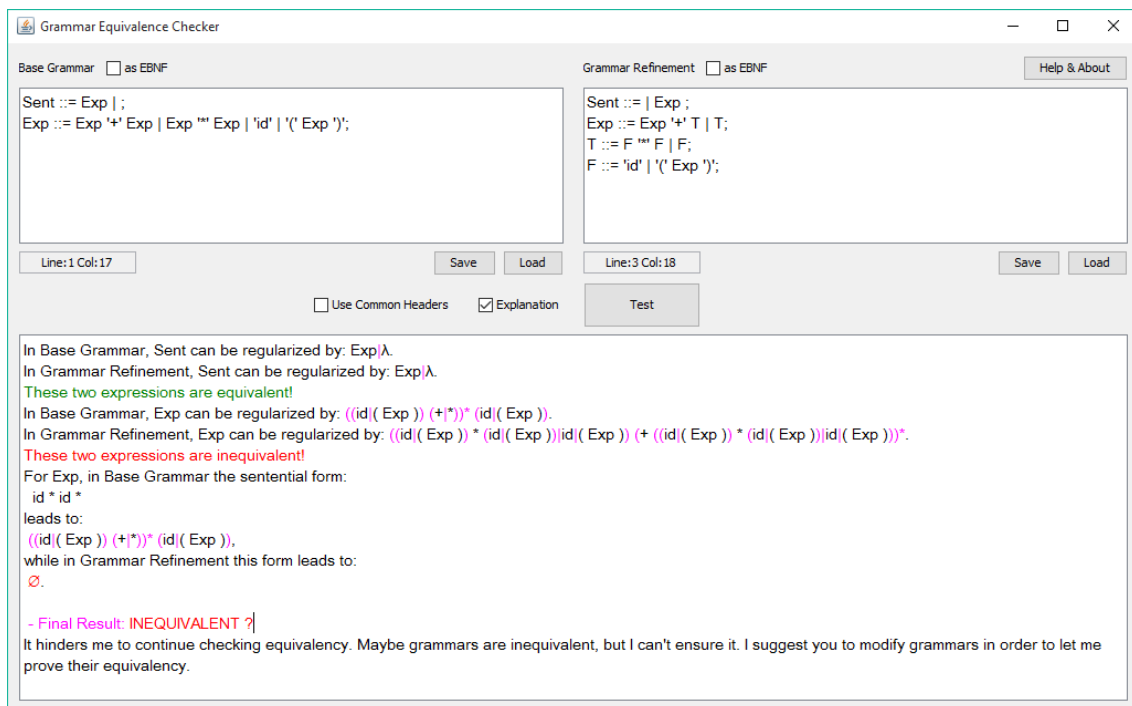 Grammar Equivalence Checker
Base Grammar as EBNF
Grammar Refinement as EBNF
Help & About
Sent ::= Exp | ;
Exp ::= Exp '+' Exp | Exp '*' Exp | 'id' | '(' Exp ')';
Sent ::= | Exp ;
Exp ::= Exp '+' T | T;
T ::= F '*' F | F;
F ::= 'id' | '(' Exp ')';
Line:1 Col:17
Save
Load
Line:3 Col:18
Save
Load
Use Common Headers
Explanation
Test
In Base Grammar, Sent can be regularized by: Exp|λ.
In Grammar Refinement, Sent can be regularized by: Exp|λ.
These two expressions are equivalent!
In Base Grammar, Exp can be regularized by: ((id|( Exp )) (+|*))* (id|( Exp )).
In Grammar Refinement, Exp can be regularized by: ((id|( Exp )) * (id|( Exp ))|id|( Exp )) (+ ((id|( Exp )) * (id|( Exp ))|id|( Exp )))*.
These two expressions are inequivalent!
For Exp, in Base Grammar the sentential form:
id * id *
leads to:
((id|( Exp )) (+|*))* (id|( Exp )),
while in Grammar Refinement this form leads to:
∅.
- Final Result: INEQUIVALENT ?
It hinders me to continue checking equivalency. Maybe grammars are inequivalent, but I can't ensure it. I suggest you to modify grammars in order to let me
prove their equivalency.